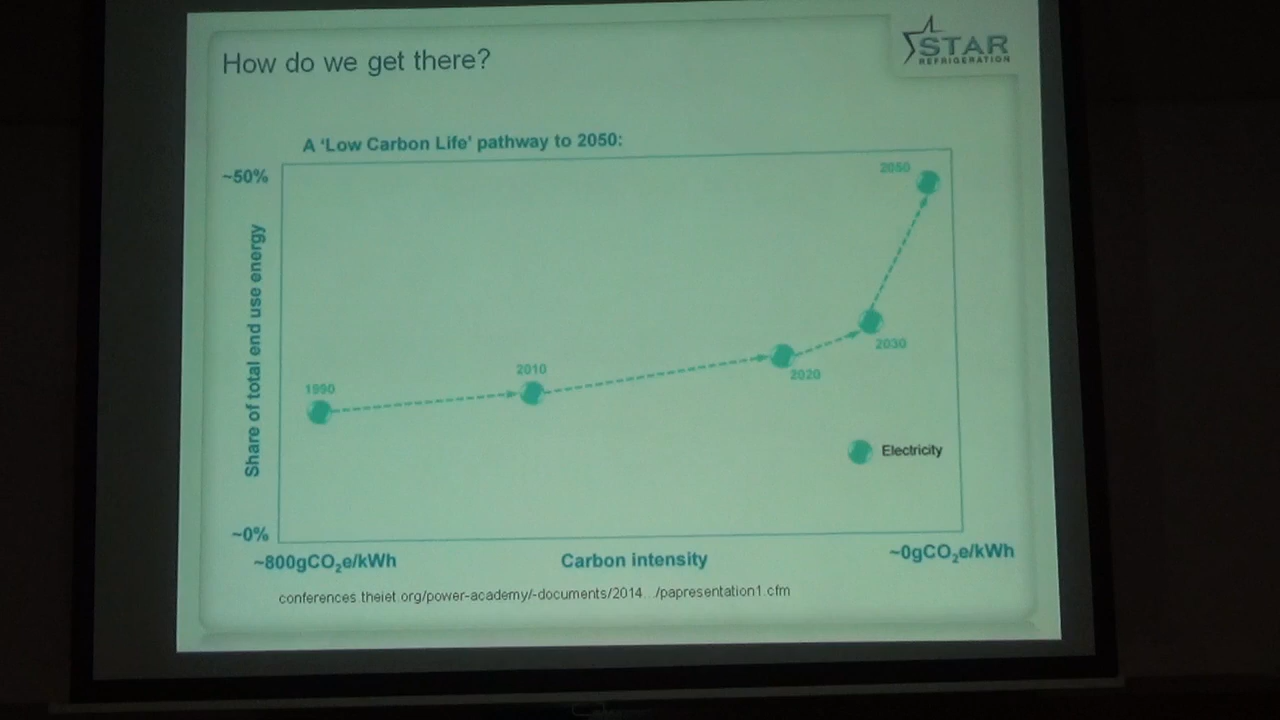 How do we get there?
STAR
REFRIGERATION
A 'Low Carbon Life' pathway to 2050:
~50%
2050
Share of total end use energy
2030
2010
2020
1990
Electricity
~0%
~800gCO₂e/kWh
Carbon intensity
~0gCO₂e/kWh
conferences.theiet.org/power-academy/-documents/2014.../papresentation1.cfm